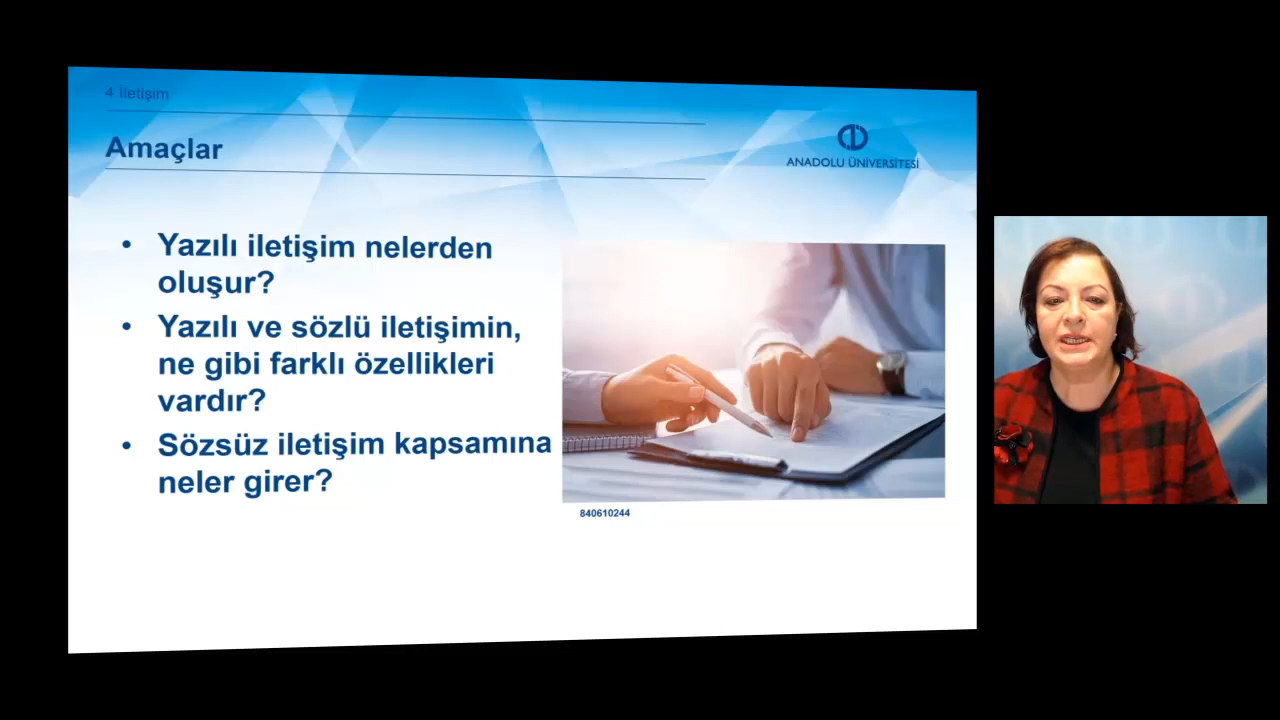 4 İletişim
Amaçlar
ANADOLU ÜNİVERSİTESİ
• Yazılı iletişim nelerden
oluşur?
• Yazılı ve sözlü iletişimin,
ne gibi farklı özellikleri
vardır?
• Sözsüz iletişim kapsamına
neler girer?
840610244